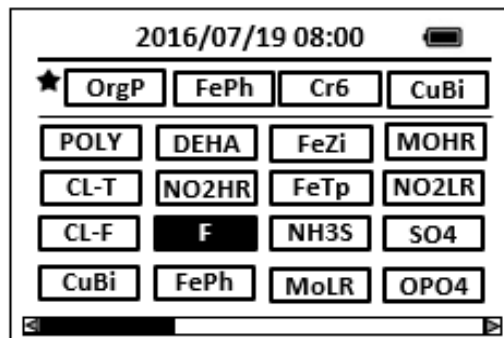 2016/07/19 08:00
OrgP FePh Cr6 CuBi
POLY DEHA FeZi MOHR
CL-T NO2HR FeTp NO2LR
CL-F F NH3S SO4
CuBi FePh MoLR OPO4